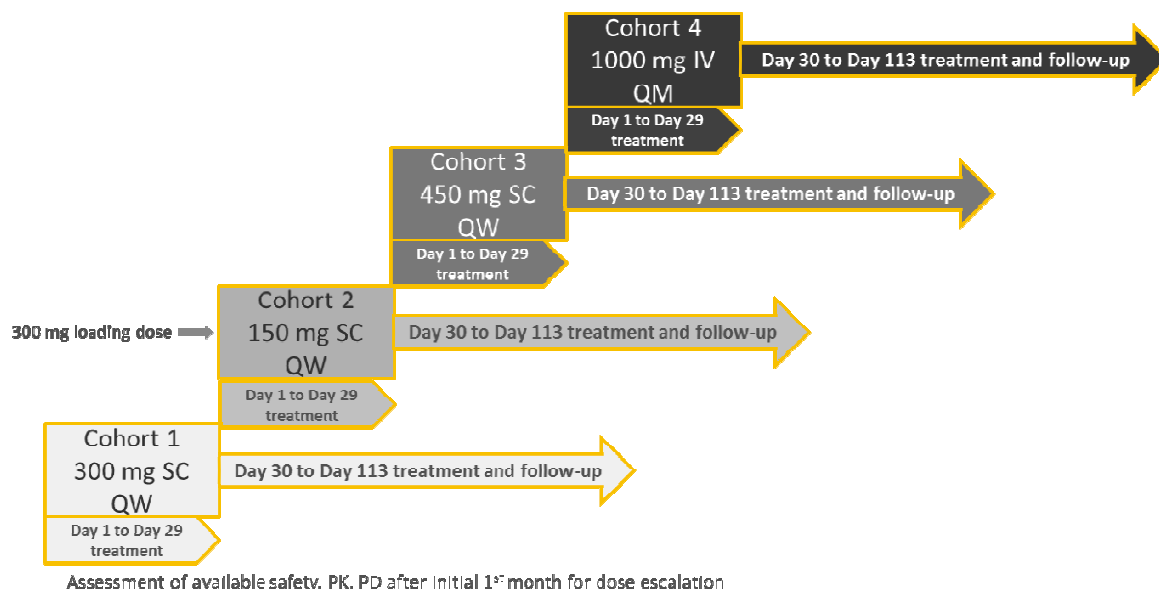 Cohort 4
1000 mg IV
QM
Day 30 to Day 113 treatment and follow-up
Day 1 to Day 29
treatment
Cohort 3
450 mg SC
QW
Day 30 to Day 113 treatment and follow-up
Day 1 to Day 29
treatment
300 mg loading dose
Cohort 2
150 mg SC
QW
Day 30 to Day 113 treatment and follow-up
Day 1 to Day 29
treatment
Cohort 1
300 mg SC
QW
Day 30 to Day 113 treatment and follow-up
Day 1 to Day 29
treatment
Assessment of available safety, PK, PD after initial 1st month for dose escalation